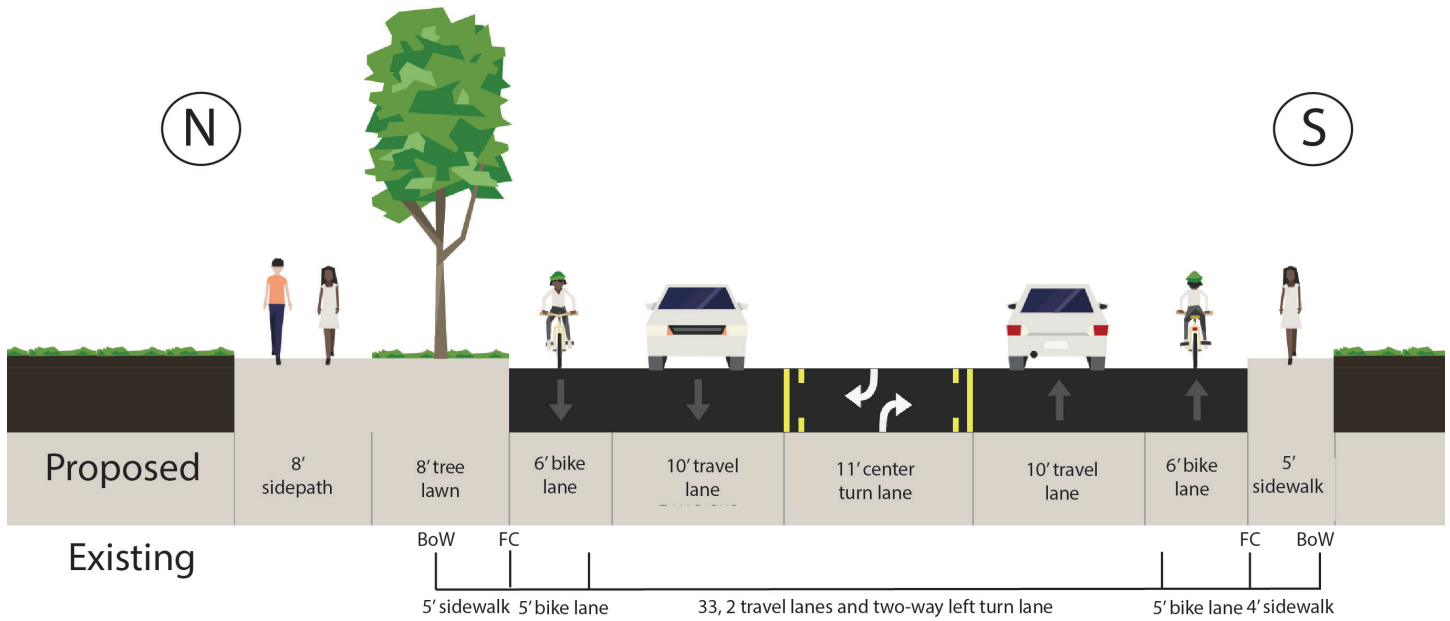 N
S
Proposed
8’
sidepath
8’ tree
lawn
6’ bike
lane
10’ travel
lane
11’ center
turn lane
10’ travel
lane
6’ bike
lane
5’
sidewalk
Existing
BoW
FC
FC
BoW
5’ sidewalk
5’ bike lane
33, 2 travel lanes and two-way left turn lane
5’ bike lane
4’ sidewalk